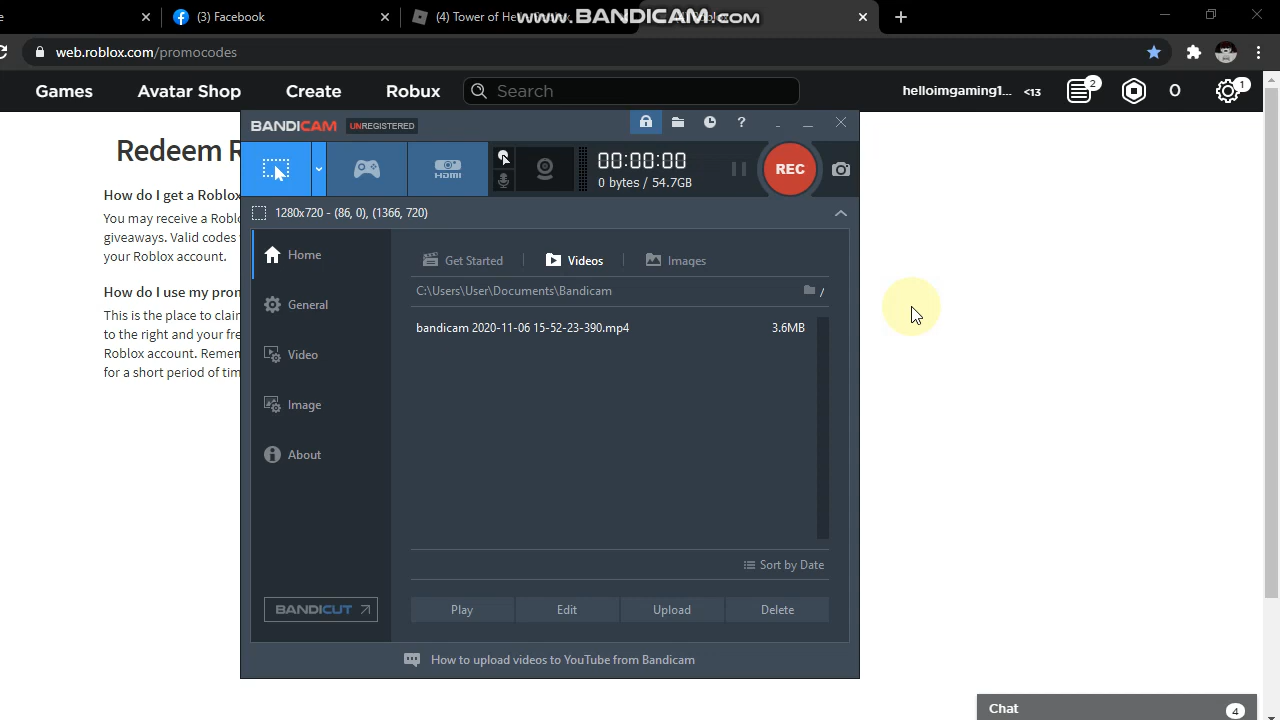 (3) Facebook
(4) Tower of Hell
WWW.BANDICAM.COM
web.roblox.com/promocodes
Games
Avatar Shop
Create
Robux
Search
helloimgaming1...
<13
2
0
1
Redeem R
How do I get a Roblox
You may receive a Roblo
giveaways. Valid codes
your Roblox account.
How do I use my prom
This is the place to claim
to the right and your free
Roblox account. Remem
for a short period of tim
BANDICAM
UNREGISTERED
?
HDMI
00:00:00
0 bytes / 54.7GB
REC
1280x720 - (86, 0), (1366, 720)
Home
General
Video
Image
About
BANDICUT
Get Started
Videos
Images
C:\Users\User\Documents\Bandicam
/
bandicam 2020-11-06 15-52-23-390.mp4
3.6MB
Sort by Date
Play
Edit
Upload
Delete
How to upload videos to YouTube from Bandicam
Chat
4